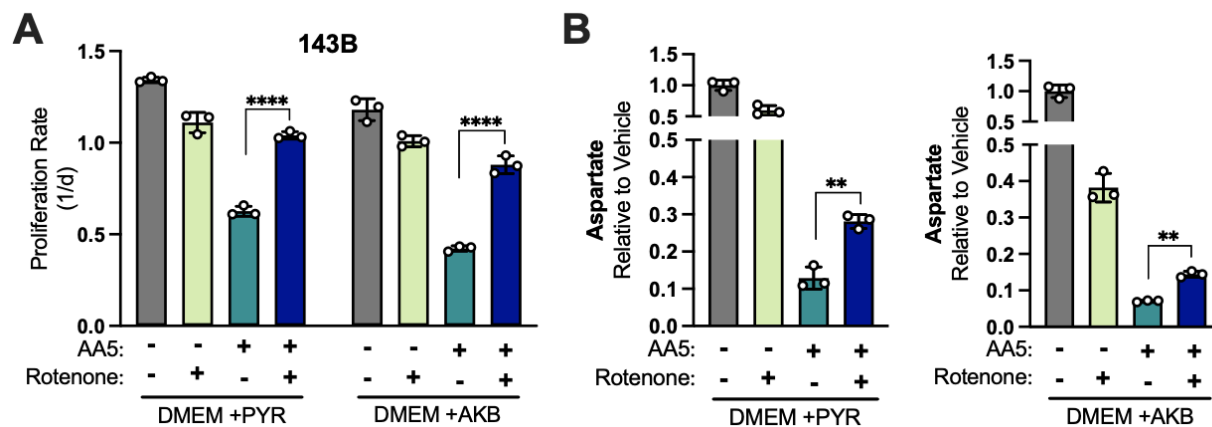 A
143B
Proliferation Rate
(1/d)
1.5
1.0
0.5
0.0
****
****
AA5: - - + + - - + +
Rotenone: - + - + - + - +
DMEM +PYR DMEM +AKB
B
Aspartate
Relative to Vehicle
1.5
1.0
0.5
0.5
0.4
0.3
0.2
0.1
0.0
**
AA5: - - + +
Rotenone: - + - +
DMEM +PYR
Aspartate
Relative to Vehicle
1.5
1.0
0.5
0.5
0.4
0.3
0.2
0.1
0.0
**
- - + +
- + - +
DMEM +AKB